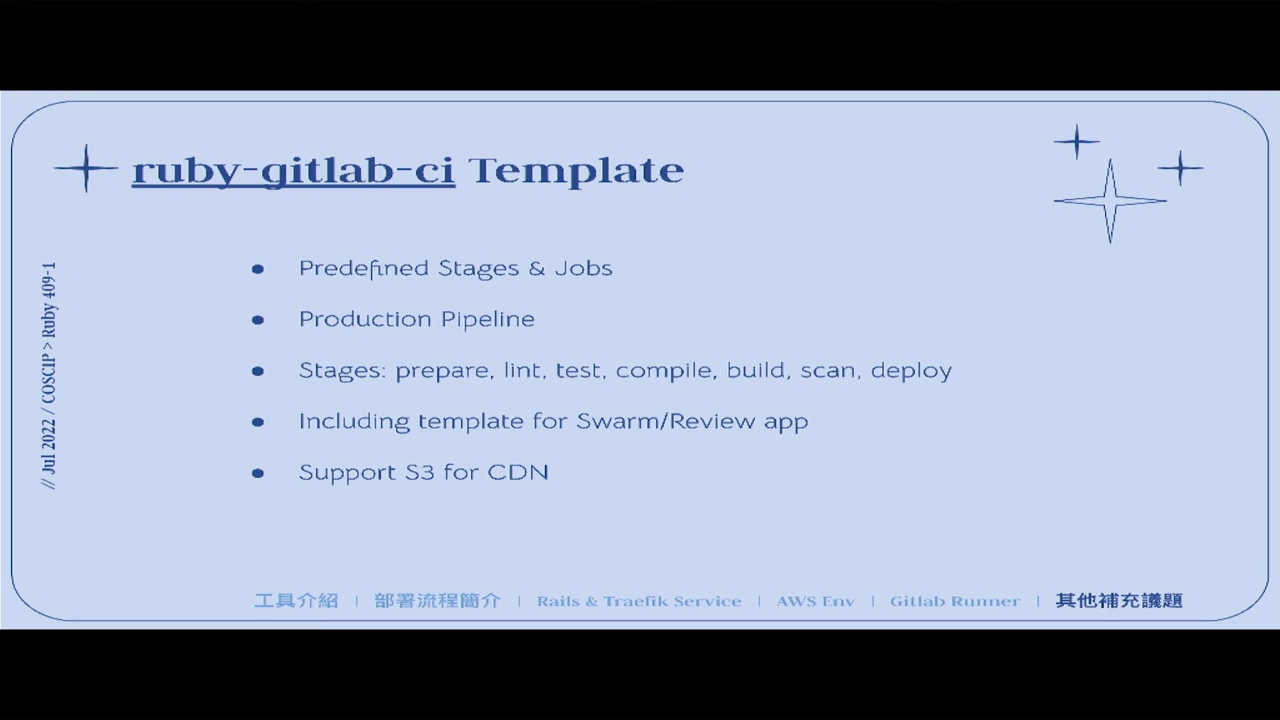 ruby-gitlab-ci Template
Predefined Stages & Jobs
Production Pipeline
Stages: prepare, lint, test, compile, build, scan, deploy
Including template for Swarm/Review app
Support S3 for CDN
// Jul 2022 / COSCIP > Ruby 409-1
工具介紹 | 部署流程簡介 | Rails & Traefik Service | AWS Env | Gitlab Runner | 其他補充議題